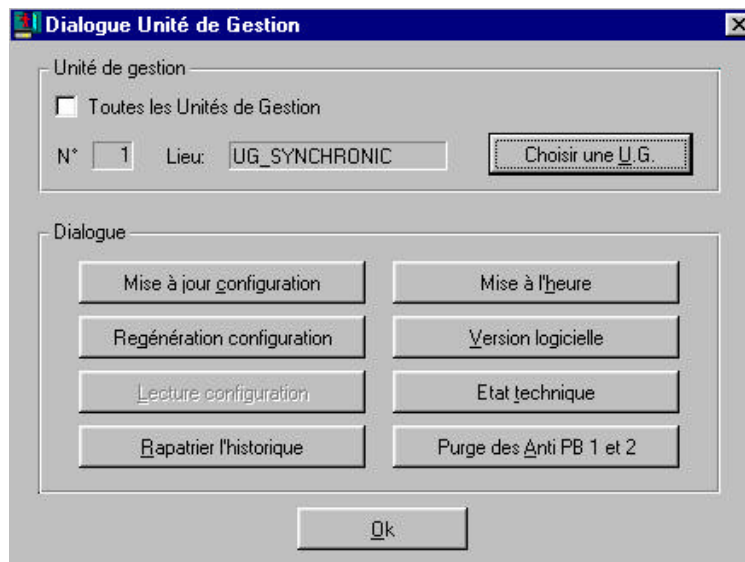 Dialogue Unité de Gestion
Unité de gestion
Toutes les Unités de Gestion
N° 1 Lieu: UG_SYNCHRONIC Choisir une U.G.
Dialogue
Mise à jour configuration Mise à l'heure
Regénération configuration Version logicielle
Lecture configuration Etat technique
Rapatrier l'historique Purge des Anti PB 1 et 2
Ok